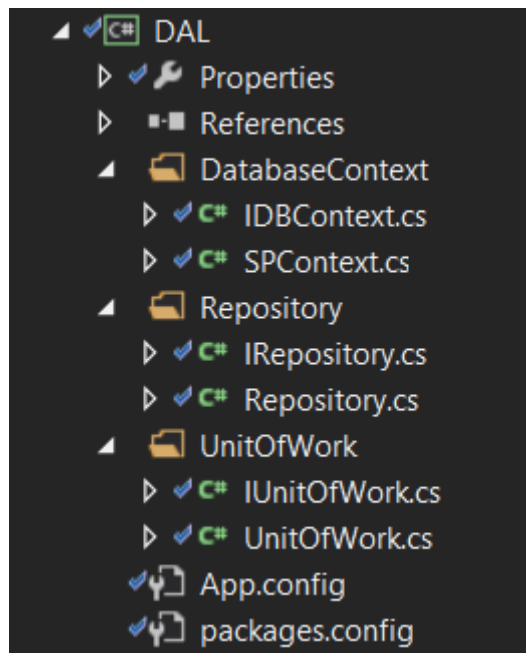 C# DAL
Properties
References
DatabaseContext
C# IDBContext.cs
C# SPContext.cs
Repository
C# IRepository.cs
C# Repository.cs
UnitOfWork
C# IUnitOfWork.cs
C# UnitOfWork.cs
App.config
packages.config